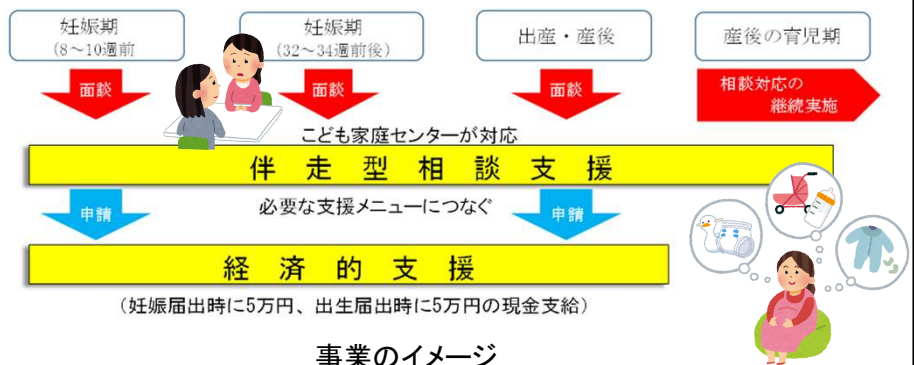 妊娠期
(8～10週前
妊娠期
(32～34週前後)
出産・産後
産後の育児期
面談
面談
面談
相談対応の
継続実施
こども家庭センターが対応
伴走型相談支援
申請
必要な支援メニューにつなぐ
申請
経済的支援
(妊娠届出時に5万円、出生届出時に5万円の現金支給)
事業のイメージ